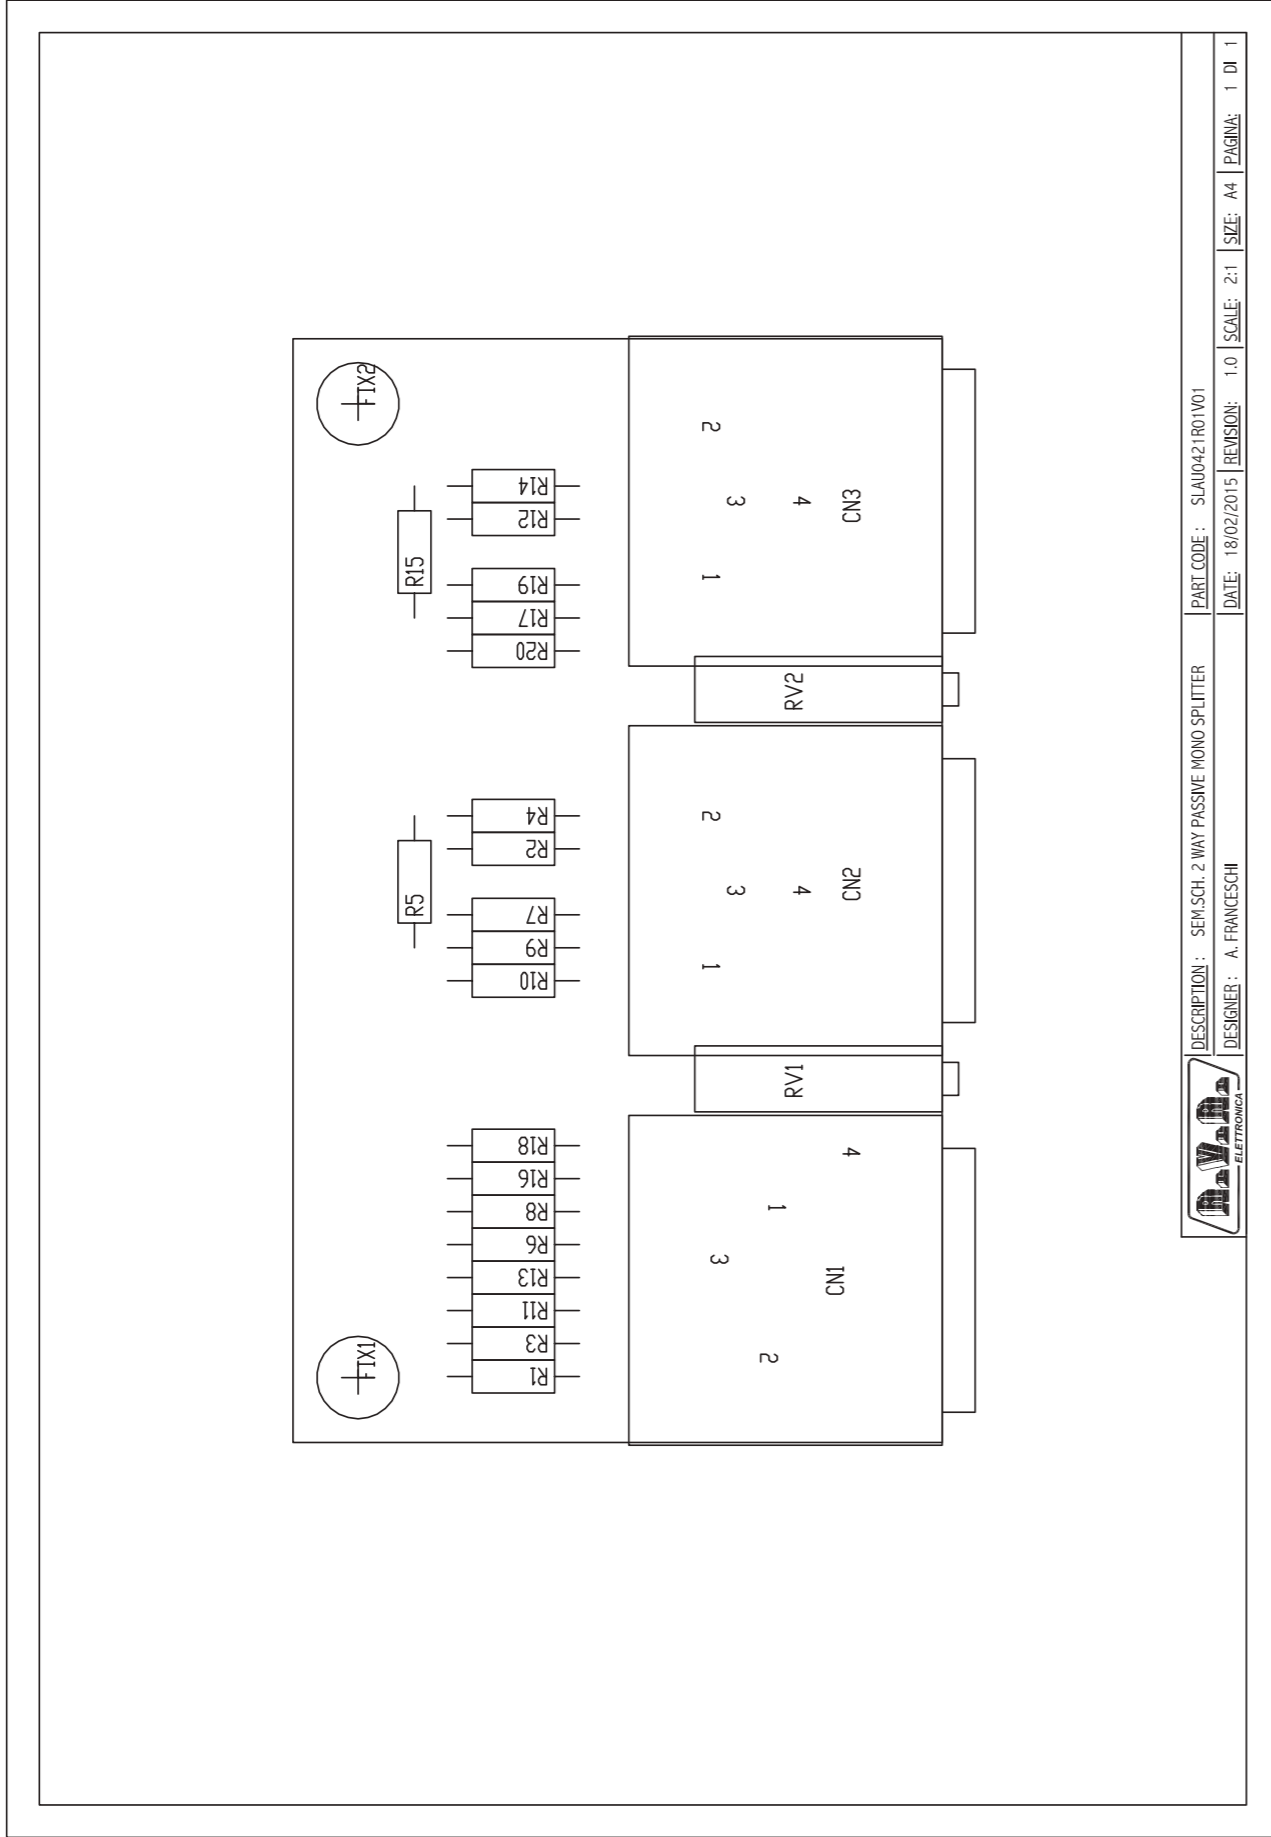 FIX1
FIX2
R5
R15
R1
R3
R11
R13
R6
R8
R16
R18
R10
R9
R7
R2
R4
R20
R17
R19
R12
R14
2
3
1
4
CN1
RV1
1
3
2
4
CN2
RV2
1
3
2
4
CN3
A.V.A.
ELETTRONICA
DESCRIPTION : SEM.SCH. 2 WAY PASSIVE MONO SPLITTER
PART CODE : SLAU0421R01V01
DESIGNER : A. FRANCESCHI
DATE: 18/02/2015 REVISION: 1.0 SCALE: 2:1 SIZE: A4 PAGINA: 1 DI 1